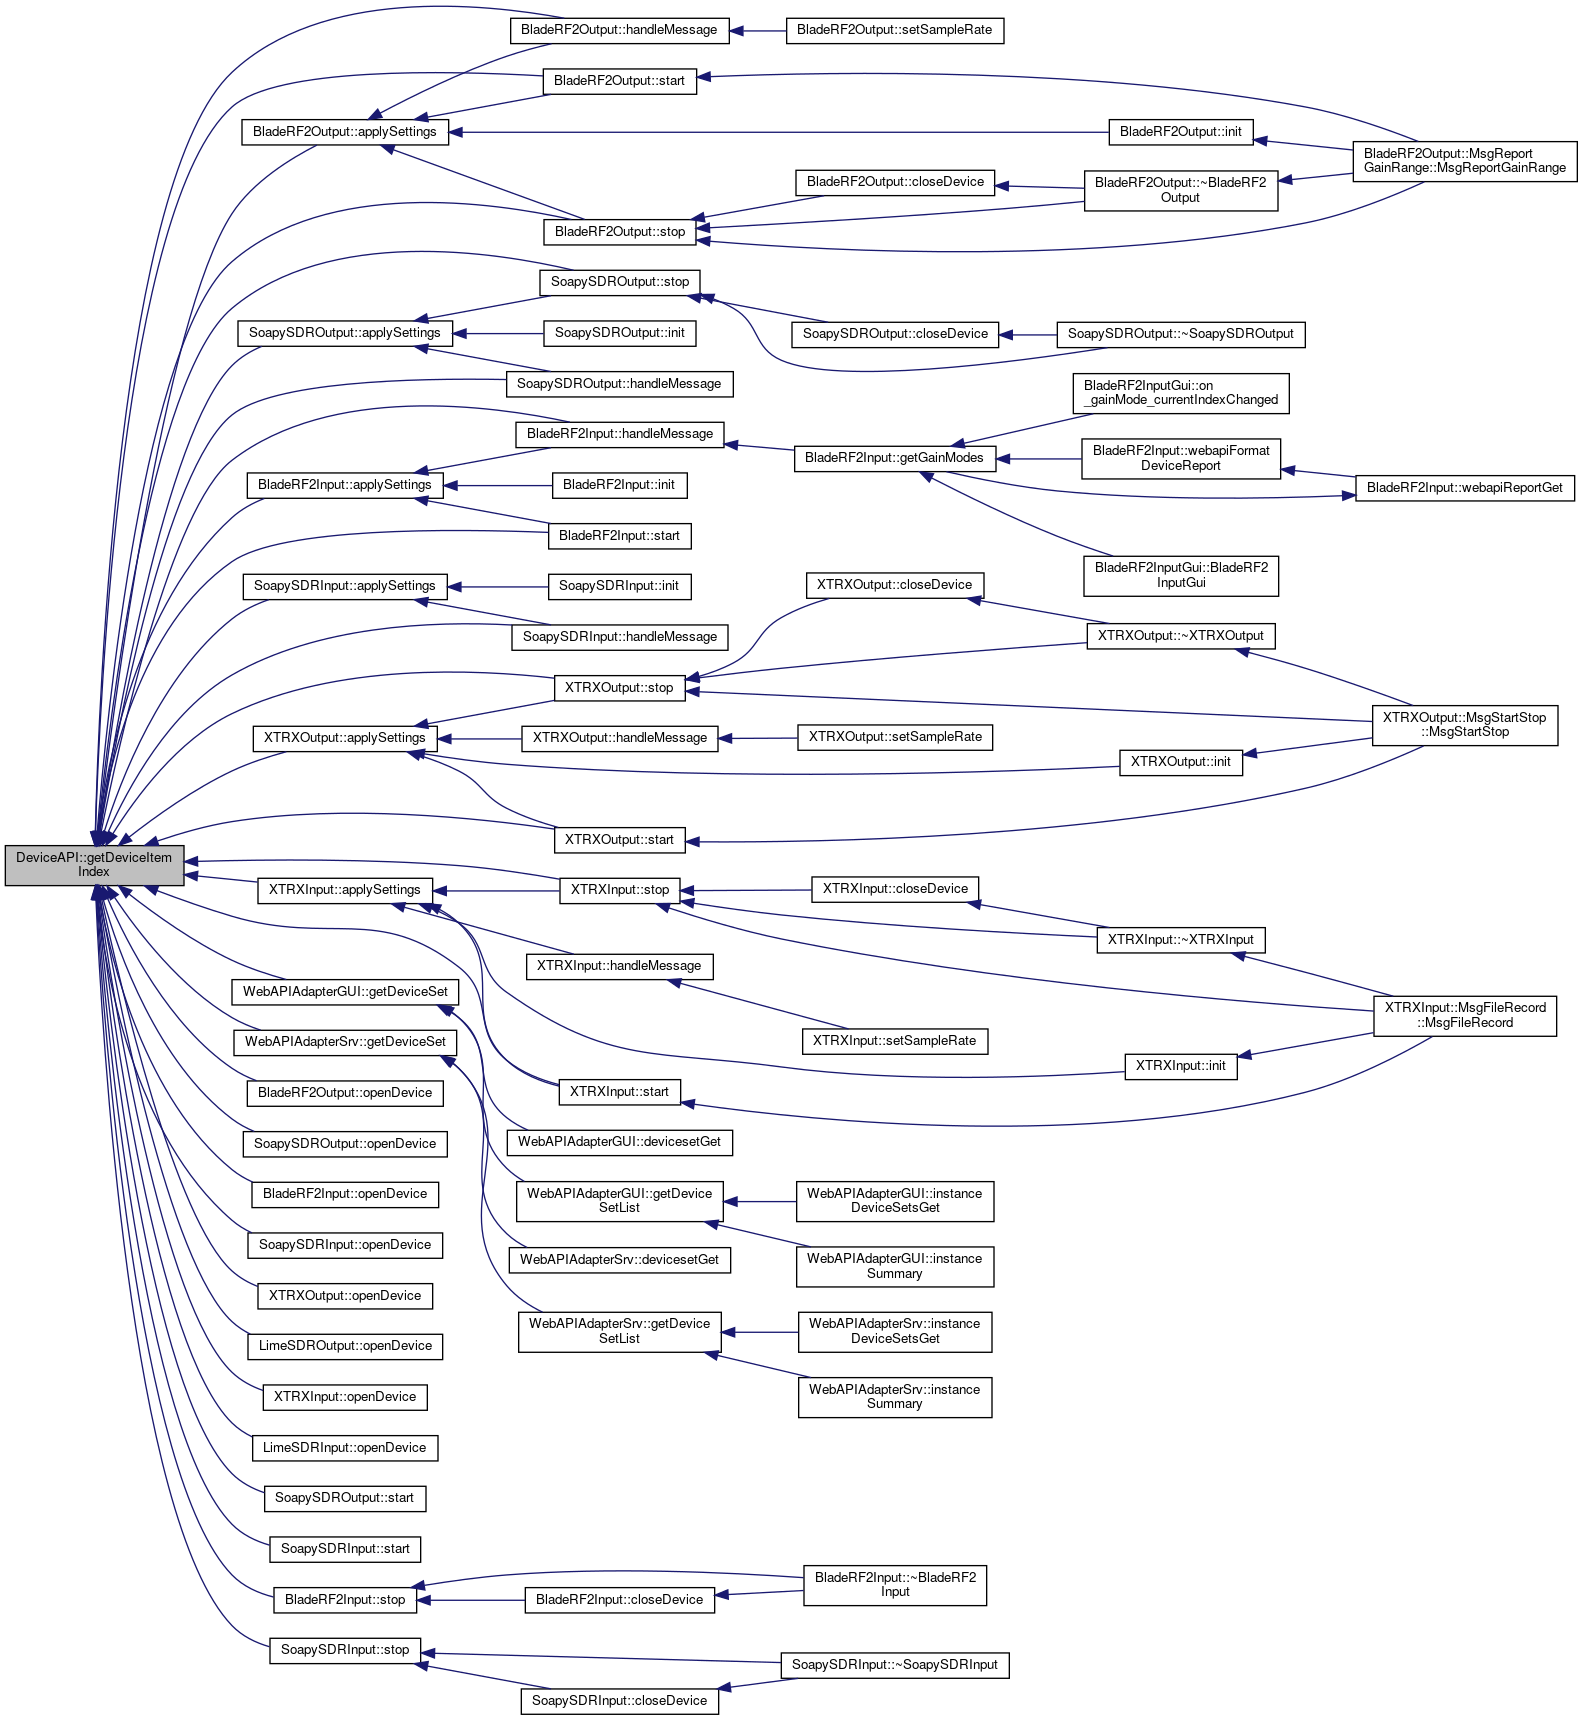 BladeRF2Output::handleMessage
BladeRF2Output::setSampleRate
BladeRF2Output::start
BladeRF2Output::applySettings
BladeRF2Output::init
BladeRF2Output::MsgReport
GainRange::MsgReportGainRange
BladeRF2Output::closeDevice
BladeRF2Output::~BladeRF2
Output
BladeRF2Output::stop
SoapySDROutput::stop
SoapySDROutput::applySettings
SoapySDROutput::init
SoapySDROutput::closeDevice
SoapySDROutput::~SoapySDROutput
SoapySDROutput::handleMessage
BladeRF2InputGui::on
_gainMode_currentIndexChanged
BladeRF2Input::handleMessage
BladeRF2Input::getGainModes
BladeRF2Input::webapiFormat
DeviceReport
BladeRF2Input::webapiReportGet
BladeRF2Input::applySettings
BladeRF2Input::init
BladeRF2Input::start
BladeRF2InputGui::BladeRF2
InputGui
SoapySDRInput::applySettings
SoapySDRInput::init
XTRXOutput::closeDevice
SoapySDRInput::handleMessage
XTRXOutput::~XTRXOutput
XTRXOutput::stop
XTRXOutput::MsgStartStop
::MsgStartStop
XTRXOutput::applySettings
XTRXOutput::handleMessage
XTRXOutput::setSampleRate
XTRXOutput::init
XTRXOutput::start
DeviceAPI::getDeviceItem
Index
XTRXInput::applySettings
XTRXInput::stop
XTRXInput::closeDevice
XTRXInput::~XTRXInput
XTRXInput::handleMessage
WebAPIAdapterGUI::getDeviceSet
XTRXInput::MsgFileRecord
::MsgFileRecord
WebAPIAdapterSrv::getDeviceSet
XTRXInput::setSampleRate
XTRXInput::init
BladeRF2Output::openDevice
XTRXInput::start
SoapySDROutput::openDevice
WebAPIAdapterGUI::devicesetGet
BladeRF2Input::openDevice
WebAPIAdapterGUI::getDevice
SetList
WebAPIAdapterGUI::instance
DeviceSetsGet
SoapySDRInput::openDevice
WebAPIAdapterSrv::devicesetGet
WebAPIAdapterGUI::instance
Summary
XTRXOutput::openDevice
LimeSDROutput::openDevice
WebAPIAdapterSrv::getDevice
SetList
WebAPIAdapterSrv::instance
DeviceSetsGet
XTRXInput::openDevice
WebAPIAdapterSrv::instance
Summary
LimeSDRInput::openDevice
SoapySDROutput::start
SoapySDRInput::start
BladeRF2Input::stop
BladeRF2Input::closeDevice
BladeRF2Input::~BladeRF2
Input
SoapySDRInput::stop
SoapySDRInput::~SoapySDRInput
SoapySDRInput::closeDevice